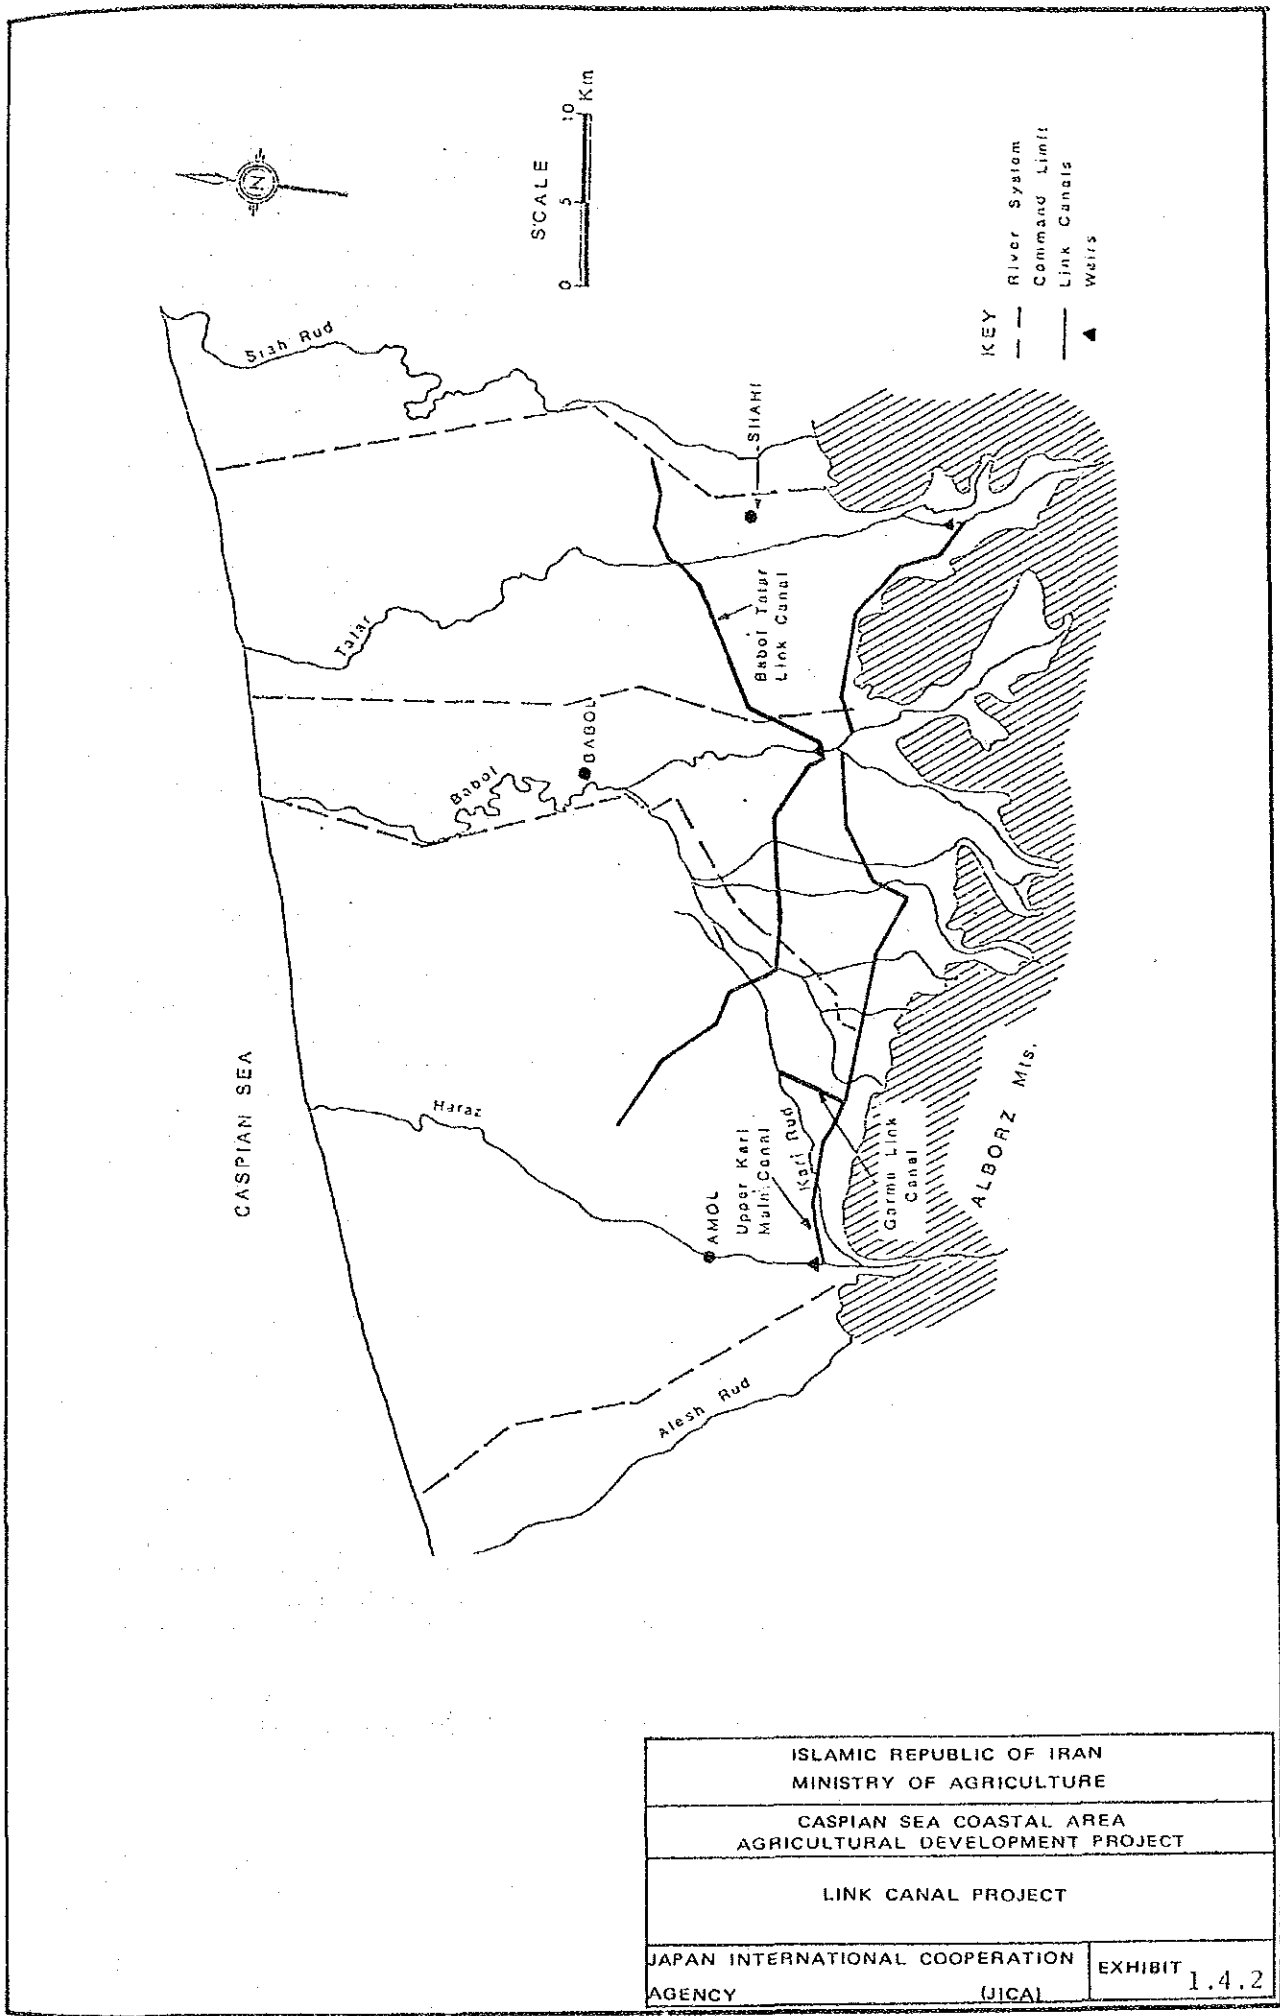 CASPIAN SEA
N
SCALE
0 5 10 Km
Siah Rud
Talar
Babol
BABOL
Haraz
AMOL
Alesh Rud
SHAHI
Babol Talar
Link Canal
Upper Kari
Main Canal
Kari Rud
Garma Link
Canal
ALBORZ Mts.
KEY
River System
Command Limit
Link Canals
Weirs
ISLAMIC REPUBLIC OF IRAN
MINISTRY OF AGRICULTURE
CASPIAN SEA COASTAL AREA
AGRICULTURAL DEVELOPMENT PROJECT
LINK CANAL PROJECT
JAPAN INTERNATIONAL COOPERATION
AGENCY (JICA)
EXHIBIT 1.4.2